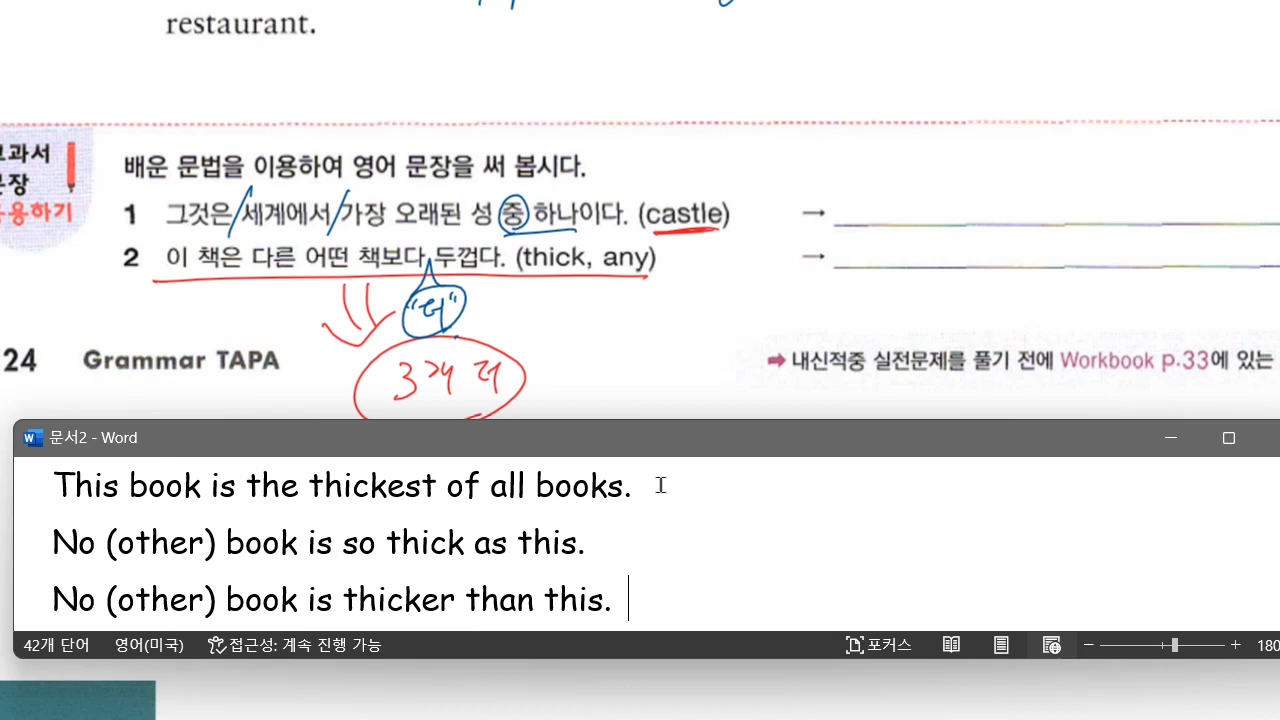 restaurant.
교과서
문장
응용하기
배운 문법을 이용하여 영어 문장을 써 봅시다.
1 그것은 세계에서 가장 오래된 성 중 하나이다. (castle) →
2 이 책은 다른 어떤 책보다 두껍다. (thick, any) →
"더"
3개 더
24 Grammar TAPA
➡ 내신적중 실전문제를 풀기 전에 Workbook p.33에 있는
문서2 - Word
This book is the thickest of all books.
No (other) book is so thick as this.
No (other) book is thicker than this.
42개 단어 영어(미국) 접근성: 계속 진행 가능 포커스 180